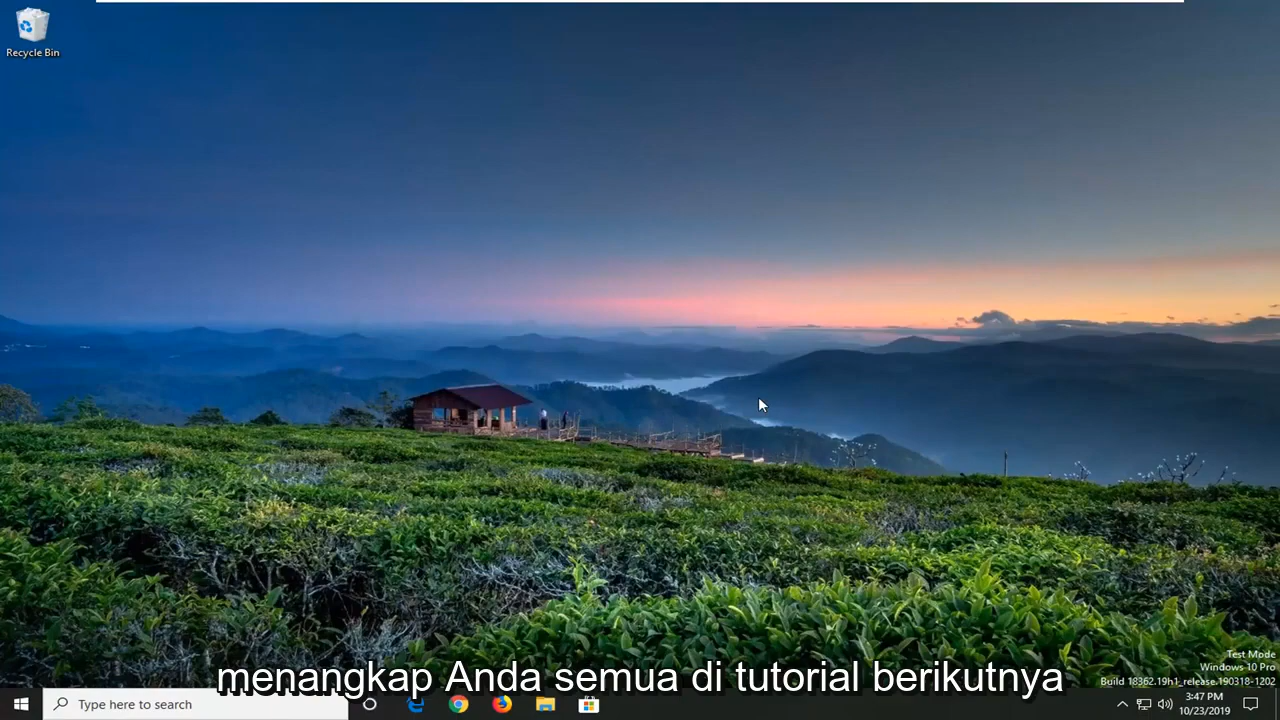 Recycle Bin
Test Mode
Windows 10 Pro
Build 18362.19h1_release.190318-1202
menangkap Anda semua di tutorial berikutnya
Type here to search
3:47 PM
10/23/2019